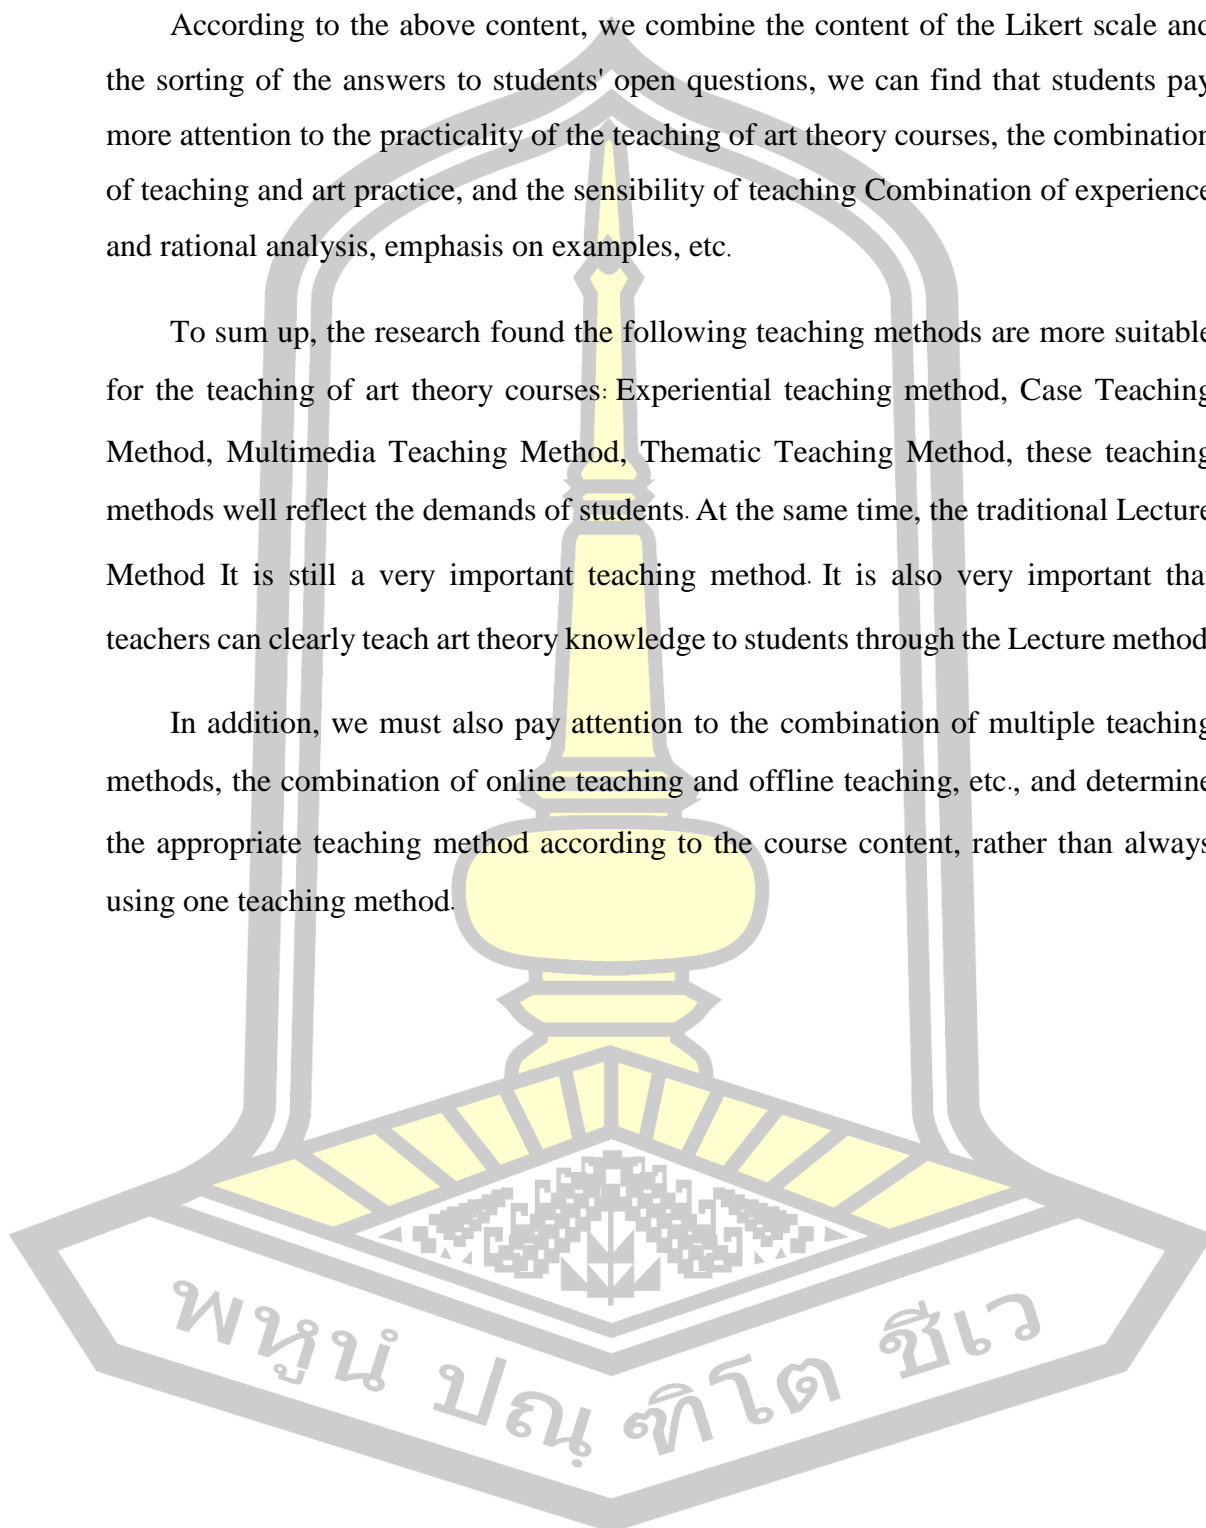 According to the above content, we combine the content of the Likert scale and
the sorting of the answers to students' open questions, we can find that students pay
more attention to the practicality of the teaching of art theory courses, the combination
of teaching and art practice, and the sensibility of teaching Combination of experience
and rational analysis, emphasis on examples, etc.
To sum up, the research found the following teaching methods are more suitable
for the teaching of art theory courses: Experiential teaching method, Case Teaching
Method, Multimedia Teaching Method, Thematic Teaching Method, these teaching
methods well reflect the demands of students. At the same time, the traditional Lecture
Method It is still a very important teaching method. It is also very important that
teachers can clearly teach art theory knowledge to students through the Lecture method
In addition, we must also pay attention to the combination of multiple teaching
methods, the combination of online teaching and offline teaching, etc., and determine
the appropriate teaching method according to the course content, rather than always
using one teaching method.
พหูนํ ปณฺ ฑิโต ชีเว